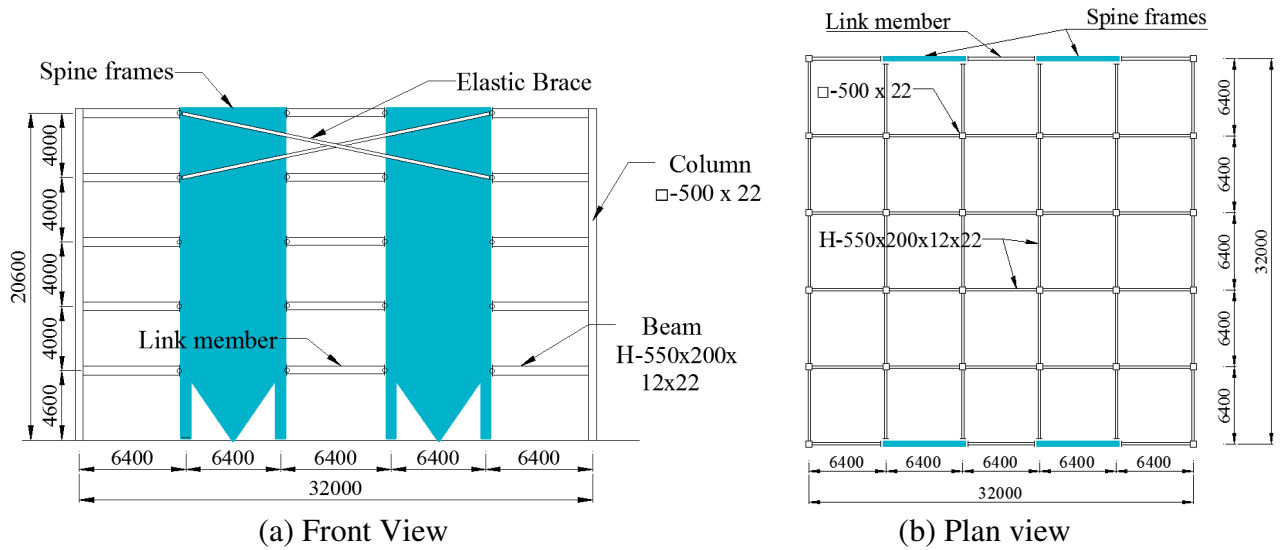 Spine frames
Elastic Brace
Column
□-500 x 22
Link member
Beam
H-550x200x
12x22
20600
4000
4000
4000
4000
4600
6400
6400
6400
6400
6400
32000
(a) Front View
Link member
Spine frames
□-500 x 22
H-550x200x12x22
6400
6400
6400
6400
6400
32000
6400
6400
6400
6400
6400
32000
(b) Plan view